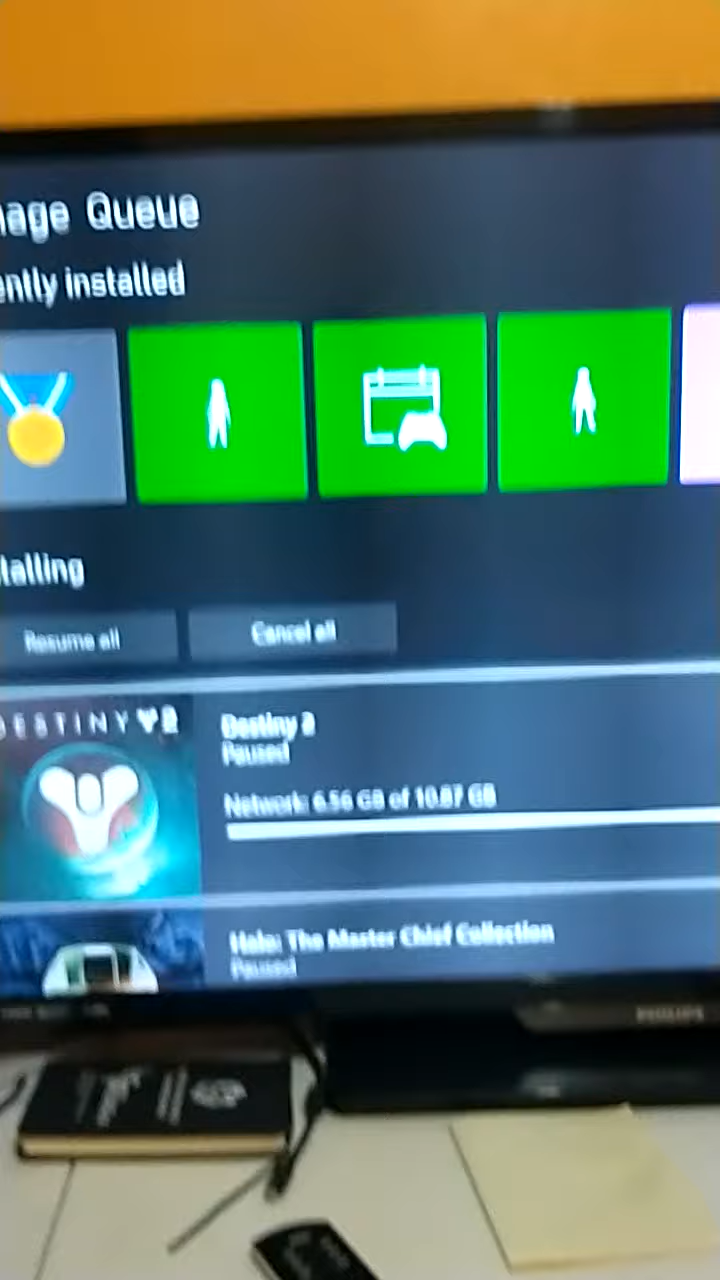 nage Queue
ently installed
talling
Resume all
Cancel all
DESTINY 2
Destiny 2
Paused
Network: 6.56 GB of 10.87 GB
Halo: The Master Chief Collection
Paused
PHILIPS